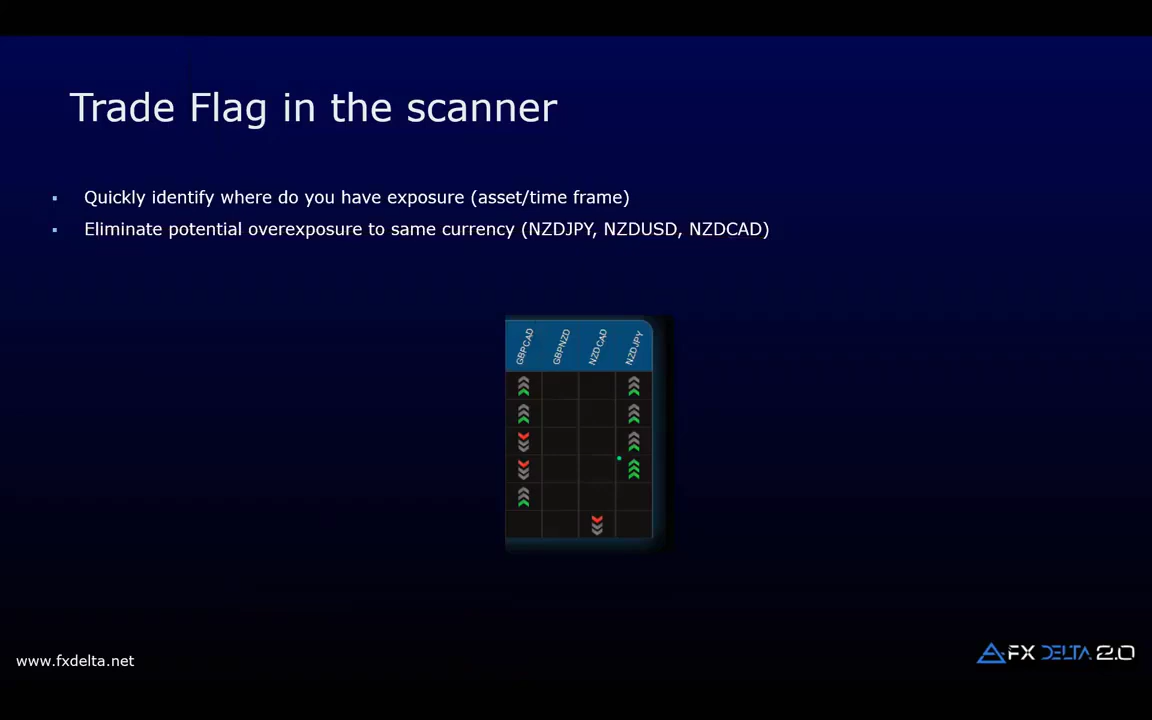 Trade Flag in the scanner
Quickly identify where do you have exposure (asset/time frame)
Eliminate potential overexposure to same currency (NZDJPY, NZDUSD, NZDCAD)
GBPCAD GBPNZD NZDCAD NZDJPY
www.fxdelta.net
FX DELTA 2.0